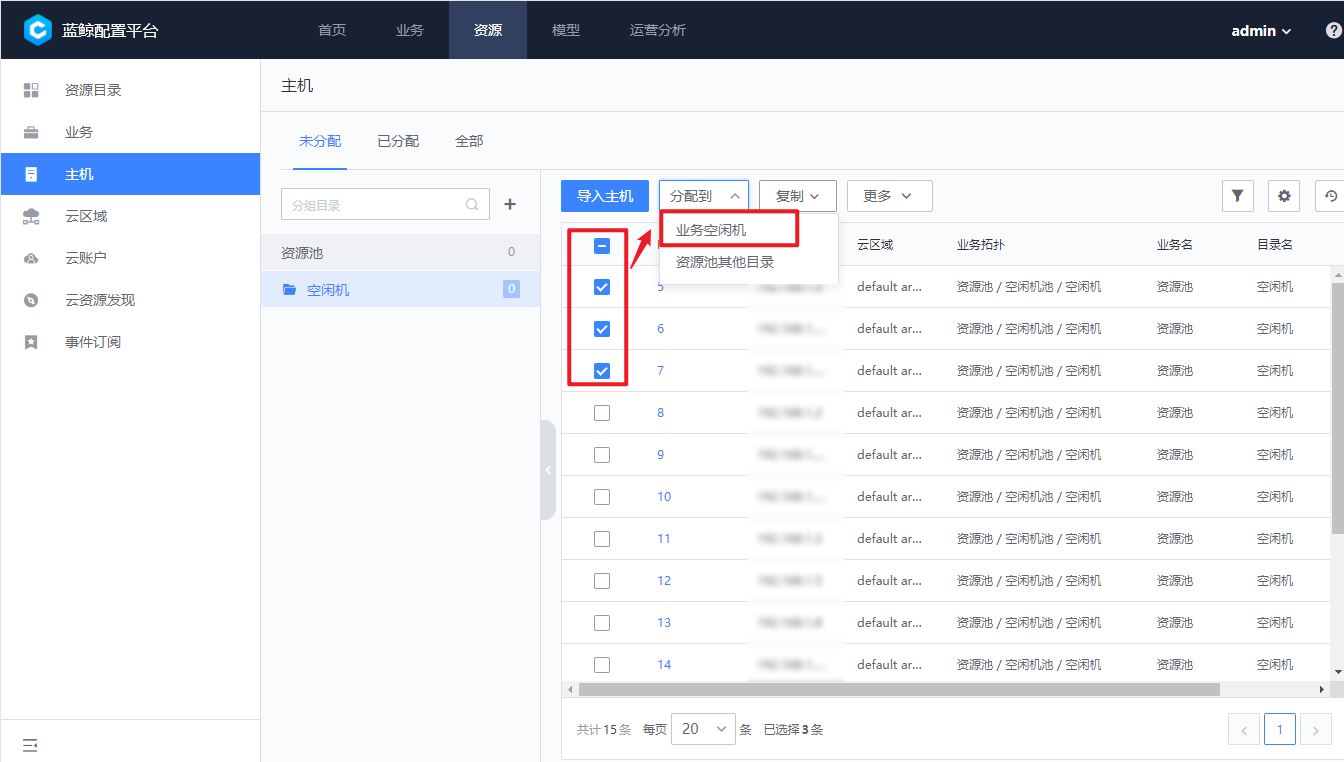 蓝鲸配置平台 首页 业务 资源 模型 运营分析 admin
资源目录
业务
主机
云区域
云账户
云资源发现
事件订阅
主机
未分配 已分配 全部
分组目录
资源池 0
空闲机 0
导入主机 分配到 复制 更多
业务空闲机
资源池其他目录
云区域 业务拓扑 业务名 目录名
5 default ar... 资源池 / 空闲机池 / 空闲机 资源池 空闲机
6 default ar... 资源池 / 空闲机池 / 空闲机 资源池 空闲机
7 default ar... 资源池 / 空闲机池 / 空闲机 资源池 空闲机
8 default ar... 资源池 / 空闲机池 / 空闲机 资源池 空闲机
9 default ar... 资源池 / 空闲机池 / 空闲机 资源池 空闲机
10 default ar... 资源池 / 空闲机池 / 空闲机 资源池 空闲机
11 default ar... 资源池 / 空闲机池 / 空闲机 资源池 空闲机
12 default ar... 资源池 / 空闲机池 / 空闲机 资源池 空闲机
13 default ar... 资源池 / 空闲机池 / 空闲机 资源池 空闲机
14 default ar... 资源池 / 空闲机池 / 空闲机 资源池 空闲机
共计 15 条 每页 20 条 已选择 3 条 1